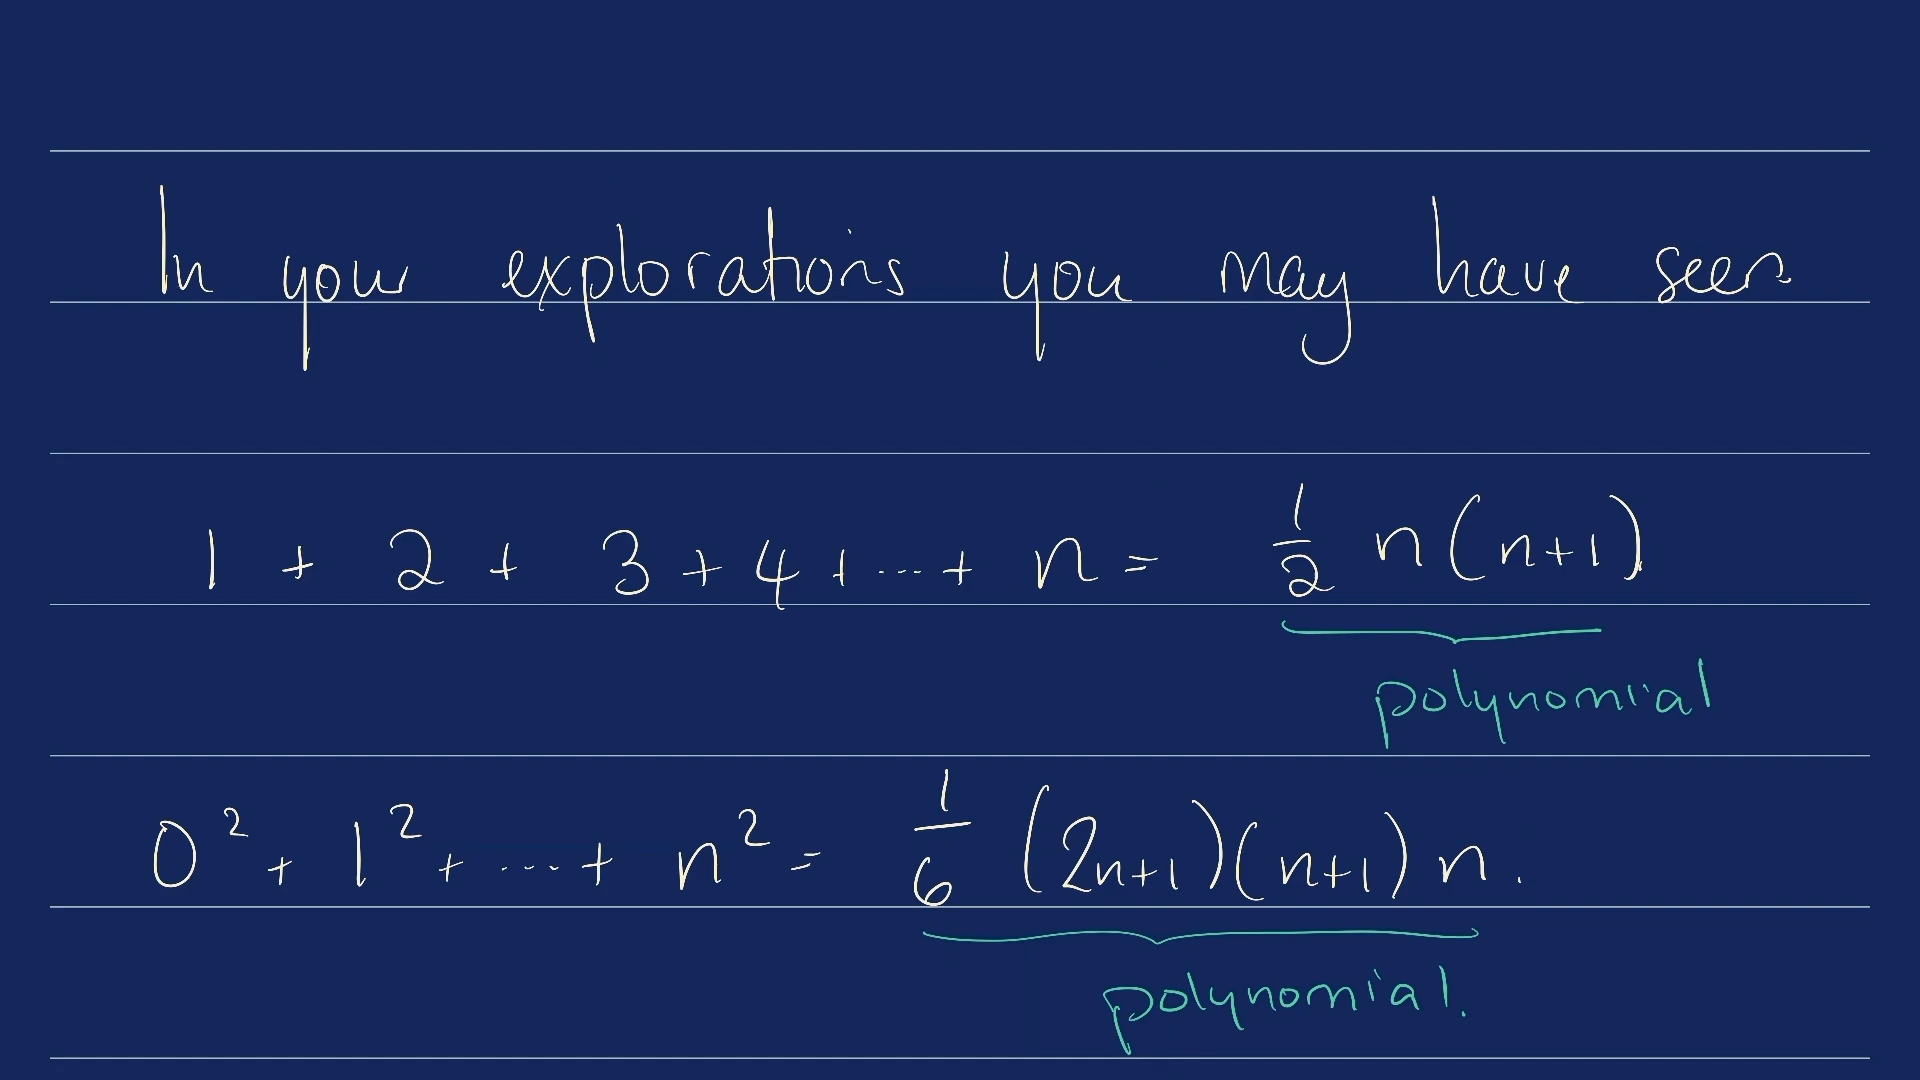 In your explorations you may have seen
1 + 2 + 3 + 4 + ... + n = 1/2 n(n+1)
polynomial
0² + 1² + ... + n² = 1/6 (2n+1)(n+1) n.
polynomial.